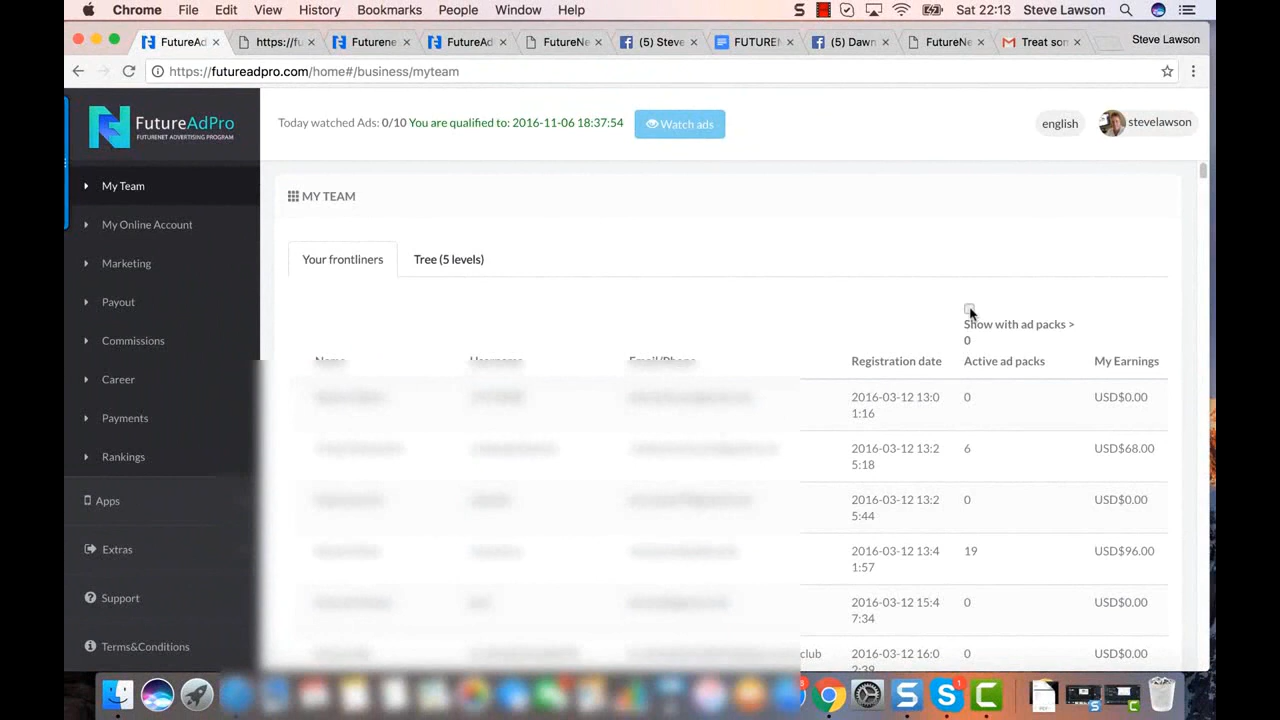 Chrome File Edit View History Bookmarks People Window Help Sat 22:13 Steve Lawson
FutureAd https://fu Futurene FutureAd FutureNe (5) Steve FUTUREN (5) Dawn FutureNe Treat son Steve Lawson
https://futureadpro.com/home#/business/myteam
FutureAdPro
FUTURENET ADVERTISING PROGRAM
Today watched Ads: 0/10 You are qualified to: 2016-11-06 18:37:54 Watch ads english stevelawson
My Team
My Online Account
Marketing
Payout
Commissions
Career
Payments
Rankings
Apps
Extras
Support
Terms&Conditions
MY TEAM
Your frontliners Tree (5 levels)
Show with ad packs >
0
Name Username Email/Phone Registration date Active ad packs My Earnings
2016-03-12 13:0 0 USD$0.00
1:16
2016-03-12 13:2 6 USD$68.00
5:18
2016-03-12 13:2 0 USD$0.00
5:44
2016-03-12 13:4 19 USD$96.00
1:57
2016-03-12 15:4 0 USD$0.00
7:34
club 2016-03-12 16:0 0 USD$0.00
2:39